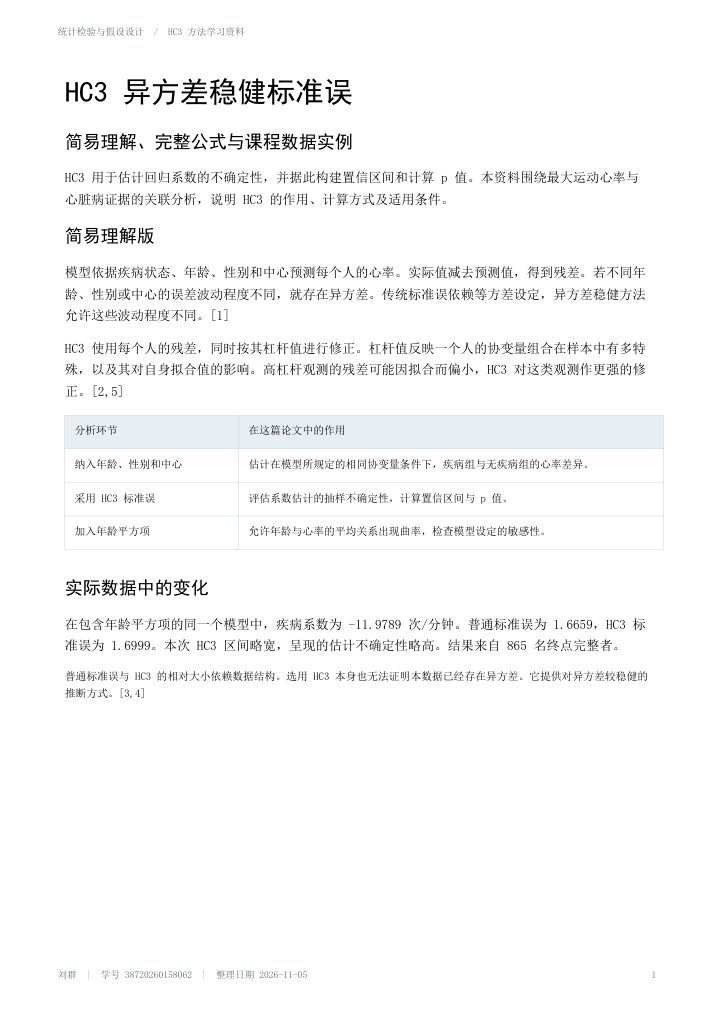 统计检验与假设设计 / HC3 方法学习资料
HC3 异方差稳健标准误
简易理解、完整公式与课程数据实例
HC3 用于估计回归系数的不确定性，并据此构建置信区间和计算 p 值。本资料围绕最大运动心率与
心脏病证据的关联分析，说明 HC3 的作用、计算方式及适用条件。
简易理解版
模型依据疾病状态、年龄、性别和中心预测每个人的心率。实际值减去预测值，得到残差。若不同年
龄、性别或中心的误差波动程度不同，就存在异方差。传统标准误依赖等方差设定，异方差稳健方法
允许这些波动程度不同。[1]
HC3 使用每个人的残差，同时按其杠杆值进行修正。杠杆值反映一个人的协变量组合在样本中有多特
殊，以及其对自身拟合值的影响。高杠杆观测的残差可能因拟合而偏小，HC3 对这类观测作更强的修
正。[2,5]
分析环节 在这篇论文中的作用
纳入年龄、性别和中心 估计在模型所规定的相同协变量条件下，疾病组与无疾病组的心率差异。
采用 HC3 标准误 评估系数估计的抽样不确定性，计算置信区间与 p 值。
加入年龄平方项 允许年龄与心率的平均关系出现曲率，检查模型设定的敏感性。
实际数据中的变化
在包含年龄平方项的同一个模型中，疾病系数为 -11.9789 次/分钟。普通标准误为 1.6659，HC3 标
准误为 1.6999。本次 HC3 区间略宽，呈现的估计不确定性略高。结果来自 865 名终点完整者。
普通标准误与 HC3 的相对大小依赖数据结构。选用 HC3 本身也无法证明本数据已经存在异方差。它提供对异方差较稳健的
推断方式。[3,4]
刘群 | 学号 38720260158062 | 整理日期 2026-11-05 1